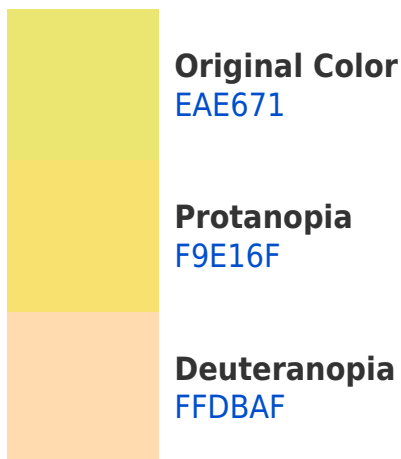 Original Color
EAE671
Protanopia
F9E16F
Deuteranopia
FFDBAF